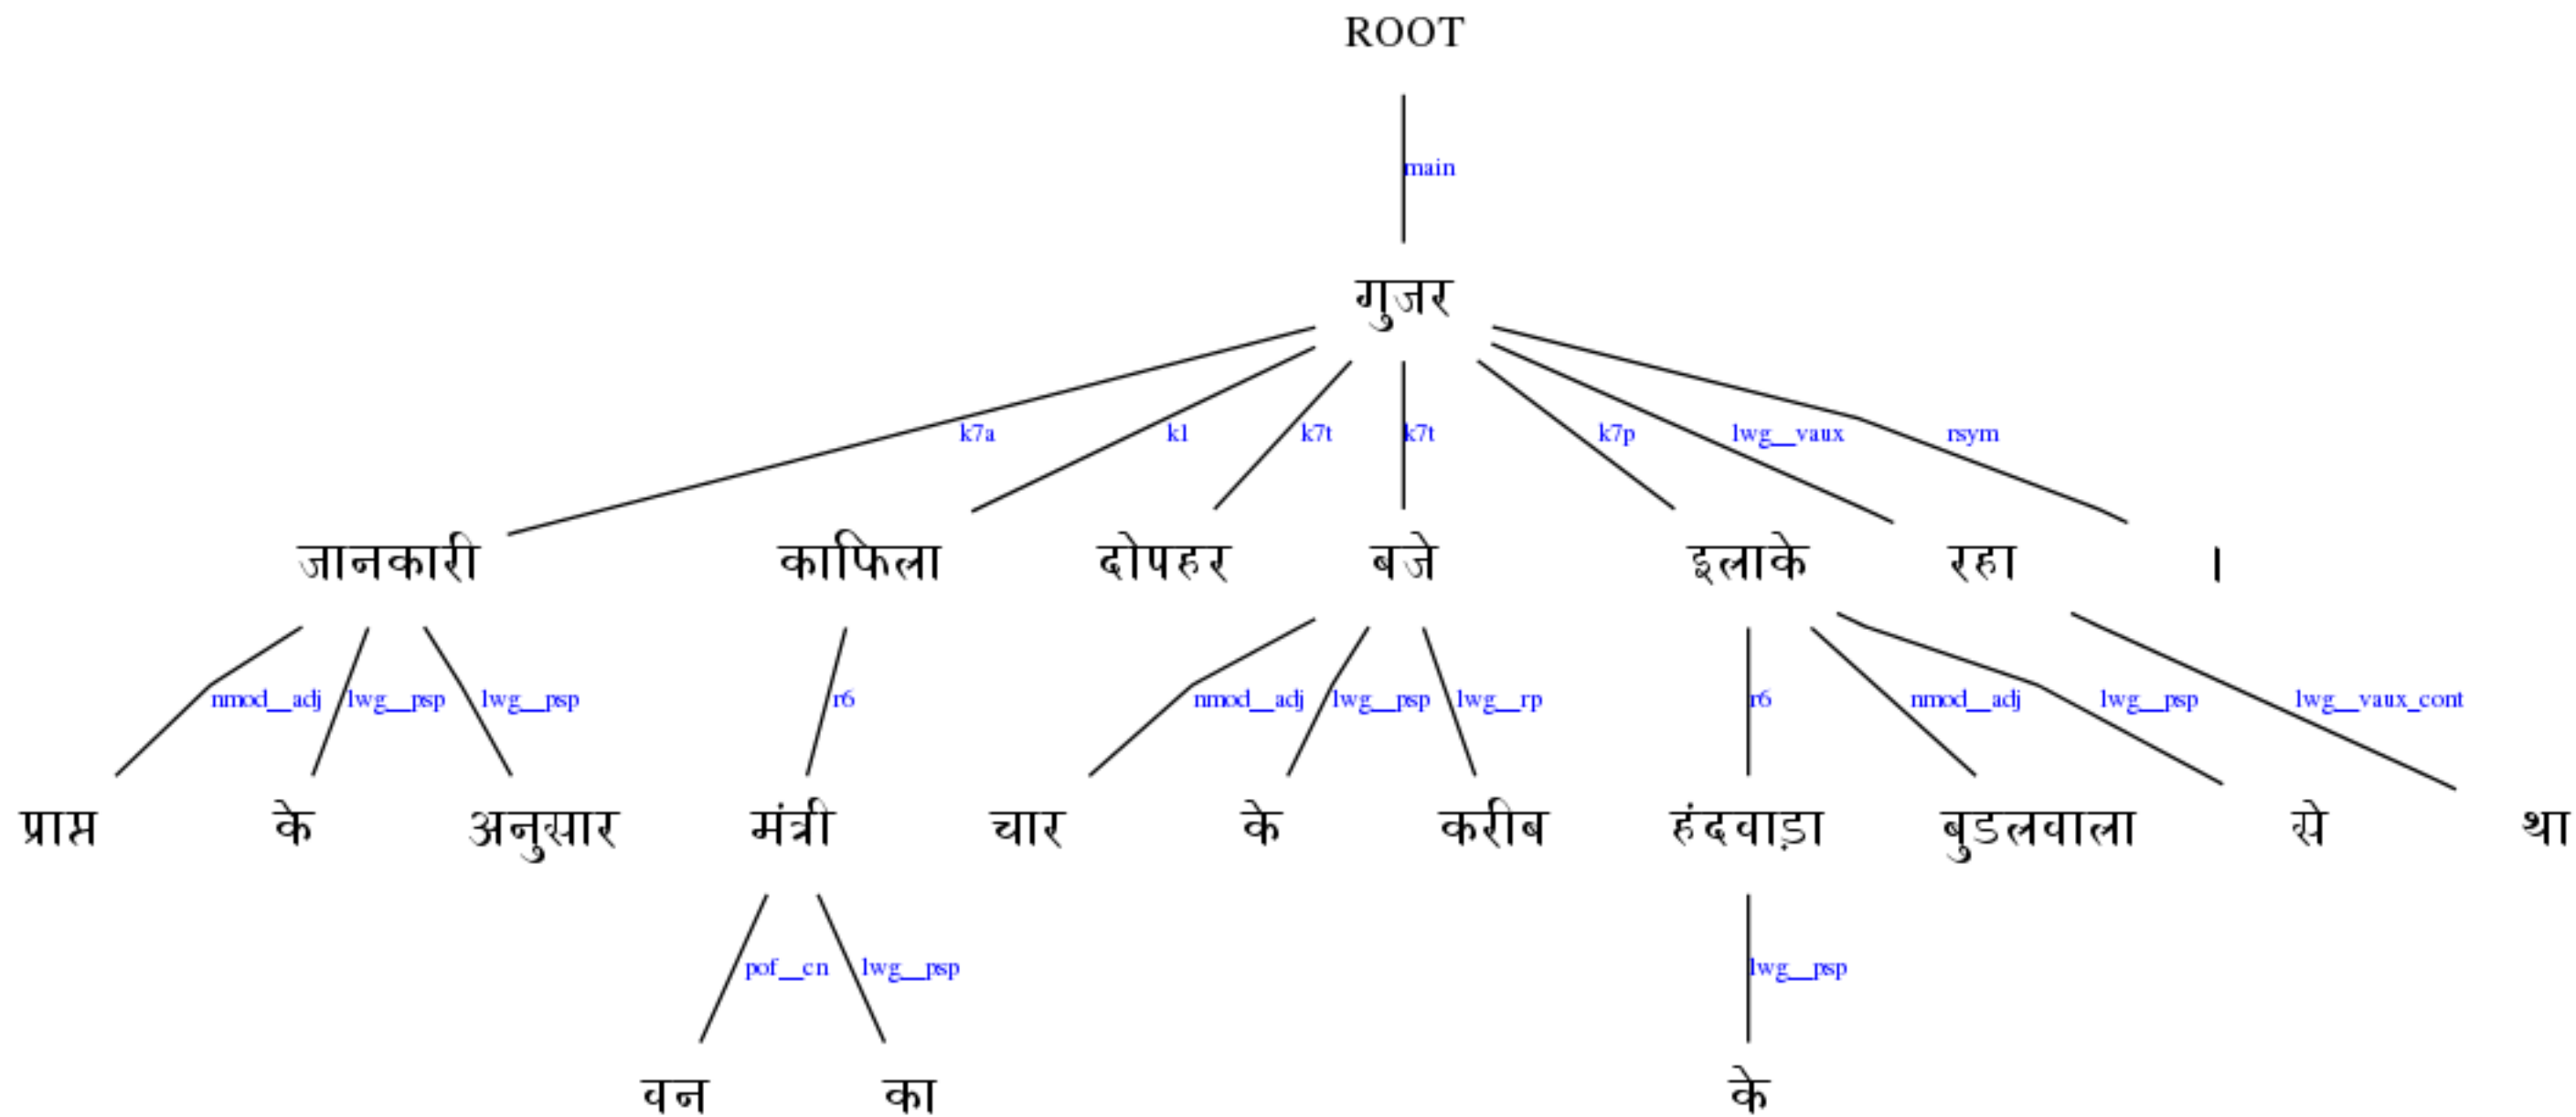 ROOT
main
गुजर
k7a k1 k7t k7t k7p lwg__vaux rsym
जानकारी काफिला दोपहर बजे इलाके रहा ।
nmod__adj lwg__psp lwg__psp r6 nmod__adj lwg__psp lwg__rp r6 nmod__adj lwg__psp lwg__vaux_cont
प्राप्त के अनुसार मंत्री चार के करीब हंदवाड़ा बुडलवाला से था
pof__cn lwg__psp lwg__psp
वन का के